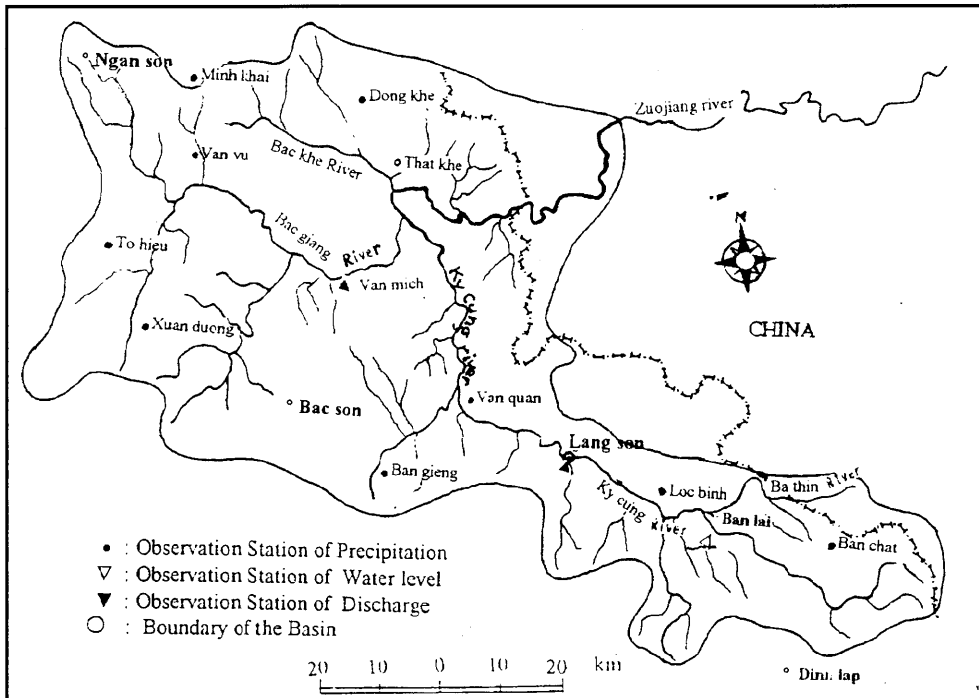 Ngan son
Minh khai
Dong khe
Zuojiang river
Bac khe River
Van vu
That khe
Bac giang River
N
To hieu
Van mich
Ky Cung river
CHINA
Xuan duong
Bac son
Van quan
Lang son
Ban gieng
Loc binh
Ba thin River
Ky cung River
Ban lai
Ban chat
• : Observation Station of Precipitation
▽ : Observation Station of Water level
▼ : Observation Station of Discharge
○ : Boundary of the Basin
20 10 0 10 20 km
lap